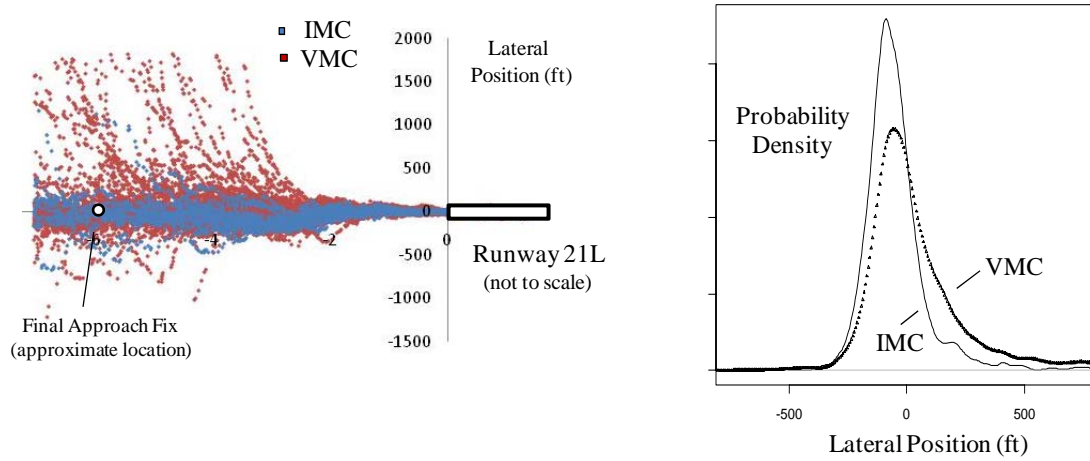 IMC
VMC
2000
1500
1000
500
0
-500
-1000
-1500
Lateral
Position (ft)
-6
-4
-2
0
Runway 21L
(not to scale)
Final Approach Fix
(approximate location)
Probability
Density
VMC
IMC
-500
0
500
Lateral Position (ft)